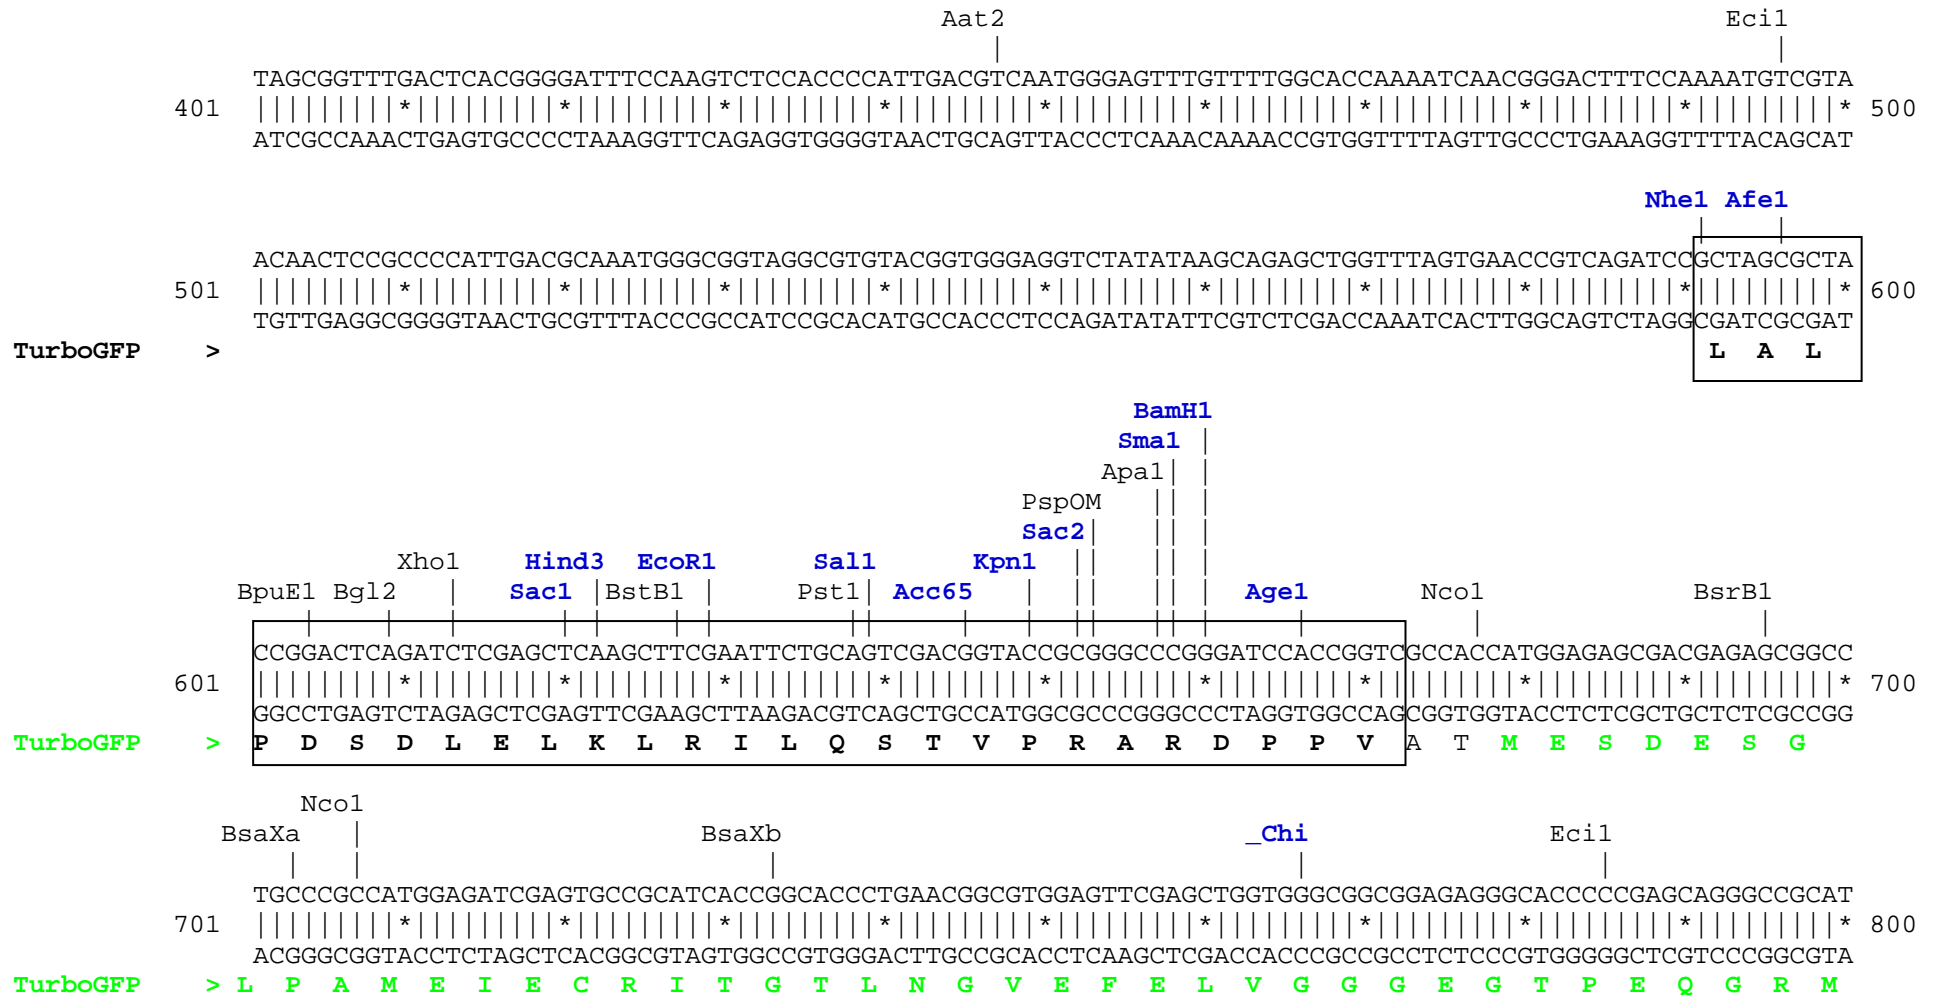 Aat2 Eci1
TAGCGGTTTGACTCACGGGGATTTCCAAGTCTCCACCCCATTGACGTCAATGGGAGTTTGTTTTGGCACCAAAATCAACGGGACTTTCCAAAATGTCGTA
401 |||||||||*|||||||||*|||||||||*|||||||||*|||||||||*|||||||||*|||||||||*|||||||||*|||||||||*|||||||||* 500
ATCGCCAAACTGAGTGCCCCTAAAGGTTCAGAGGTGGGGTAACTGCAGTTACCCTCAAACAAAACCGTGGTTTTAGTTGCCCTGAAAGGTTTTACAGCAT
Nhe1 Afe1
ACAACTCCGCCCCATTGACGCAAATGGGCGGTAGGCGTGTACGGTGGGAGGTCTATATAAGCAGAGCTGGTTTAGTGAACCGTCAGATCCGCTAGCGCTA
501 |||||||||*|||||||||*|||||||||*|||||||||*|||||||||*|||||||||*|||||||||*|||||||||*|||||||||*|||||||||* 600
TGTTGAGGCGGGGTAACTGCGTTTACCCGCCATCCGCACATGCCACCCTCCAGATATATTCGTCTCGACCAAATCACTTGGCAGTCTAGGCGATCGCGAT
TurboGFP > L A L
BamH1
Sma1
Apa1
PspOM
Sac2
Xho1 Hind3 EcoR1 Sal1 Kpn1
BpuE1 Bgl2 Sac1 BstB1 Pst1 Acc65 Age1 Nco1 BsrB1
CCGGACTCAGATCTCGAGCTCAAGCTTCGAATTCTGCAGTCGACGGTACCGCGGGCCCGGGATCCACCGGTCGCCACCATGGAGAGCGACGAGAGCGGCC
601 |||||||||*|||||||||*|||||||||*|||||||||*|||||||||*|||||||||*|||||||||*|||||||||*|||||||||*|||||||||* 700
GGCCTGAGTCTAGAGCTCGAGTTCGAAGCTTAAGACGTCAGCTGCCATGGCGCCCGGGCCCTAGGTGGCCAGCGGTGGTACCTCTCGCTGCTCTCGCCGG
TurboGFP > P D S D L E L K L R I L Q S T V P R A R D P P V A T M E S D E S G
Nco1
BsaXa BsaXb _Chi Eci1
TGCCCGCCATGGAGATCGAGTGCCGCATCACCGGCACCCTGAACGGCGTGGAGTTCGAGCTGGTGGGCGGCGGAGAGGGCACCCCCGAGCAGGGCCGCAT
701 |||||||||*|||||||||*|||||||||*|||||||||*|||||||||*|||||||||*|||||||||*|||||||||*|||||||||*|||||||||* 800
ACGGGCGGTACCTCTAGCTCACGGCGTAGTGGCCGTGGGACTTGCCGCACCTCAAGCTCGACCACCCGCCGCCTCTCCCGTGGGGGCTCGTCCCGGCGTA
TurboGFP > L P A M E I E C R I T G T L N G V E F E L V G G G E G T P E Q G R M